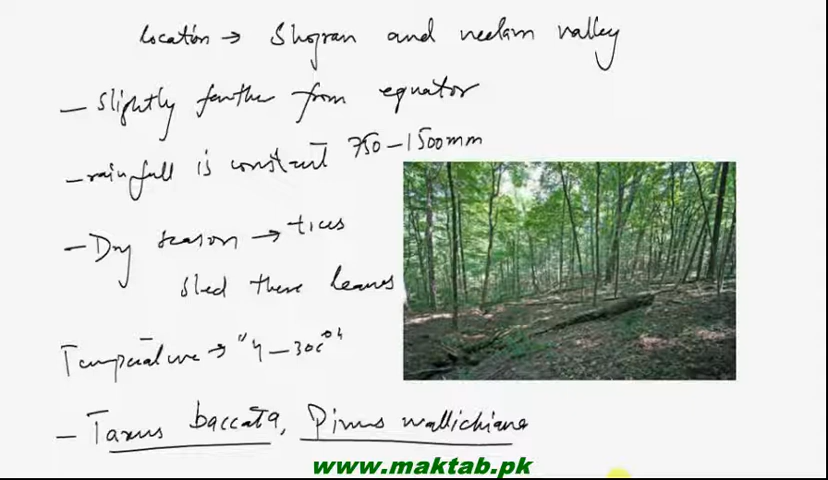 location → Shogran and neelam valley
- Slightly farther from equator
- rainfall is constant 750-1500mm
- Dry season → trees
shed there leaves
Temperature → "4-30c°"
- Taxus baccata, Pinus wallichiana
www.maktab.pk